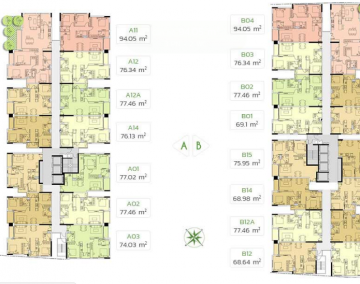 A11
94.05 m²
A12
76.34 m²
A12A
77.46 m²
A14
76.13 m²
A01
77.02 m²
A02
77.46 m²
A03
74.03 m²
A B
B04
94.05 m²
B03
76.34 m²
B02
77.46 m²
B01
69.1 m²
B15
75.95 m²
B14
68.98 m²
B12A
77.46 m²
B12
68.64 m²